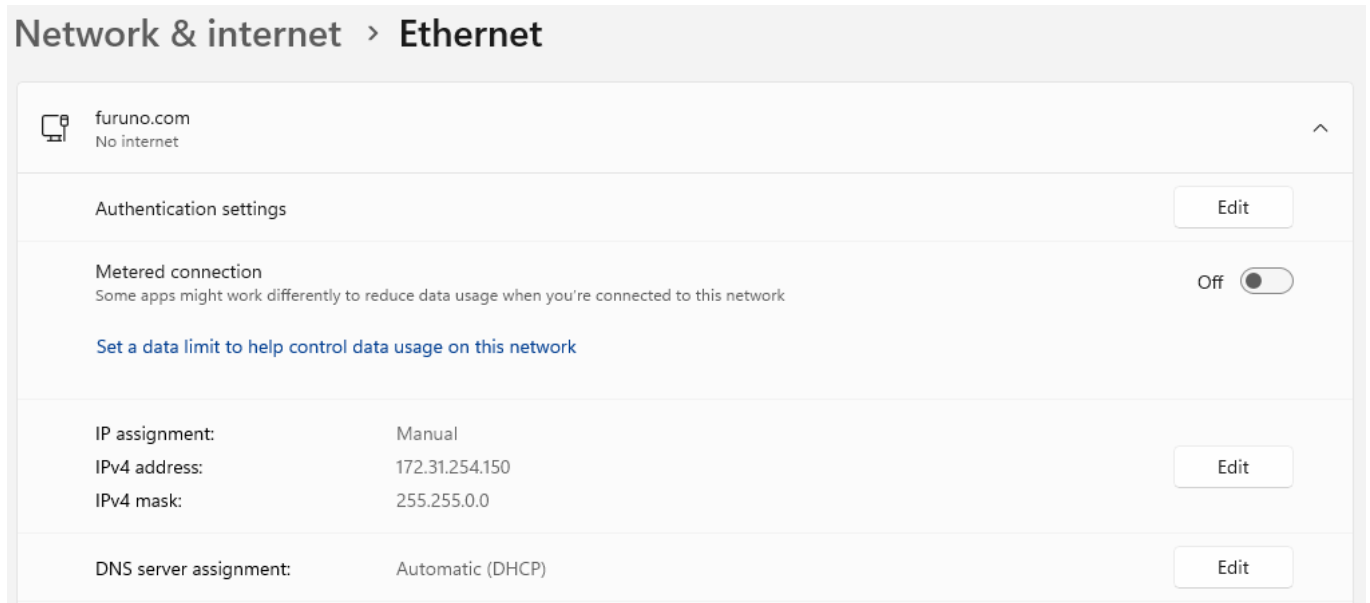 Network & internet > Ethernet
furuno.com
No internet
Authentication settings
Edit
Metered connection
Some apps might work differently to reduce data usage when you're connected to this network
Off
Set a data limit to help control data usage on this network
IP assignment: Manual
IPv4 address: 172.31.254.150
Edit
IPv4 mask: 255.255.0.0
DNS server assignment: Automatic (DHCP)
Edit